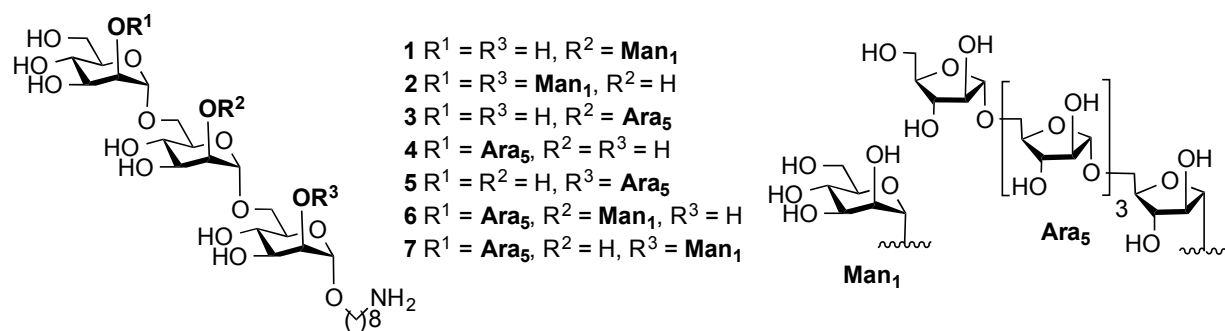 OR¹
HO
HO
HO
O
O
OR²
HO
HO
O
O
OR³
HO
HO
O
O
NH₂
( )8
1 R¹ = R³ = H, R² = Man₁
2 R¹ = R³ = Man₁, R² = H
3 R¹ = R³ = H, R² = Ara₅
4 R¹ = Ara₅, R² = R³ = H
5 R¹ = R² = H, R³ = Ara₅
6 R¹ = Ara₅, R² = Man₁, R³ = H
7 R¹ = Ara₅, R² = H, R³ = Man₁
HO
OH
HO
HO
O
Man₁
HO
OH
O
HO
O
OH
O
HO
O
3
OH
O
HO
Ara₅